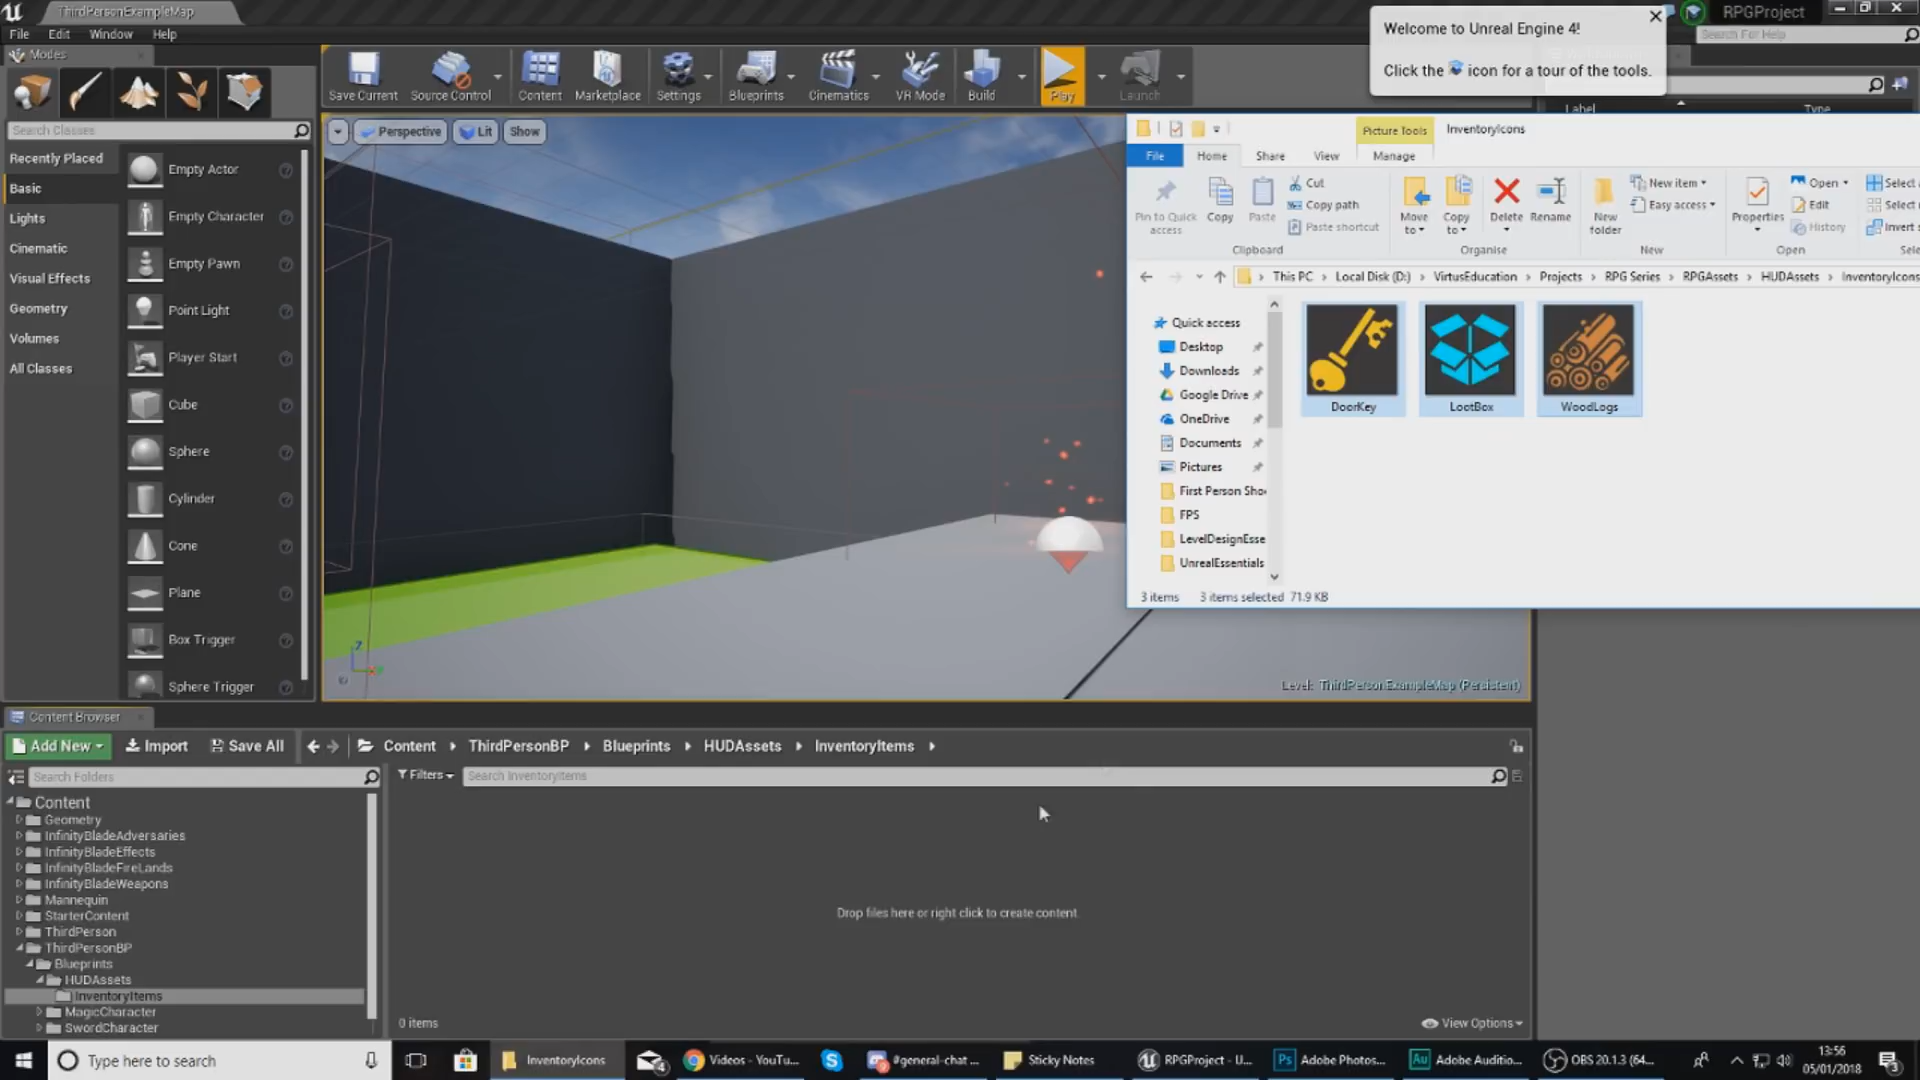 ThirdPersonExampleMap
RPGProject
File Edit Window Help
Search For Help
Welcome to Unreal Engine 4!
Click the icon for a tour of the tools.
Modes
Save Current
Source Control
Content
Marketplace
Settings
Blueprints
Cinematics
VR Mode
Build
Play
Launch
Label
Type
Search Classes
Recently Placed
Basic
Lights
Cinematic
Visual Effects
Geometry
Volumes
All Classes
Empty Actor
Empty Character
Empty Pawn
Point Light
Player Start
Cube
Sphere
Cylinder
Cone
Plane
Box Trigger
Sphere Trigger
Perspective
Lit
Show
Z
Level: ThirdPersonExampleMap (Persistent)
Picture Tools
InventoryIcons
File Home Share View Manage
Pin to Quick access
Copy
Paste
Cut
Copy path
Paste shortcut
Clipboard
Move to
Copy to
Delete
Rename
Organise
New folder
New item
Easy access
New
Properties
Open
Edit
History
Open
Select
Select
Invert
This PC > Local Disk (D:) > VirtusEducation > Projects > RPG Series > RPGAssets > HUDAssets > InventoryIcons
Quick access
Desktop
Downloads
Google Drive
OneDrive
Documents
Pictures
First Person Sho
FPS
LevelDesignEsse
UnrealEssentials
DoorKey
LootBox
WoodLogs
3 items 3 items selected 71.9 KB
Content Browser
Add New
Import
Save All
Content
ThirdPersonBP
Blueprints
HUDAssets
InventoryItems
Search Folders
Filters
Search InventoryItems
Content
Geometry
InfinityBladeAdversaries
InfinityBladeEffects
InfinityBladeFireLands
InfinityBladeWeapons
Mannequin
StarterContent
ThirdPerson
ThirdPersonBP
Blueprints
HUDAssets
InventoryItems
MagicCharacter
SwordCharacter
Drop files here or right click to create content.
0 items
View Options
Type here to search
InventoryIcons
4
Videos - YouTu...
#general-chat ...
Sticky Notes
RPGProject - U...
Ps
Adobe Photos...
Au
Adobe Auditio...
OBS 20.1.3 (64...
13:56
05/01/2018
3